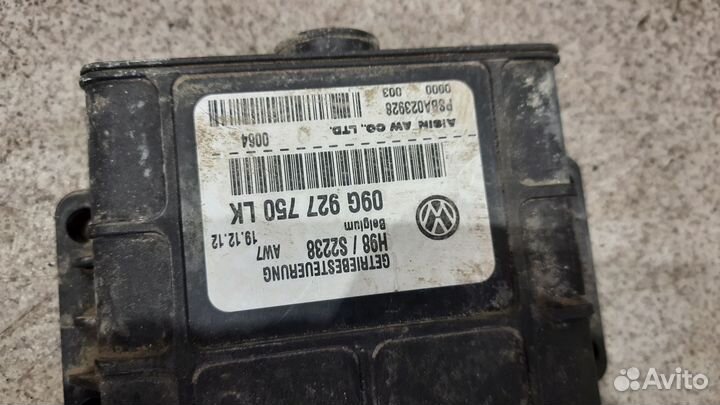 GETRIEBESTEUERUNG
H98 / S2238 AW7
Belgium 19.12.12
09G 927 750 LK
AISIN AW CO., LTD. 0064
PSBA023928
0000 003
Avito